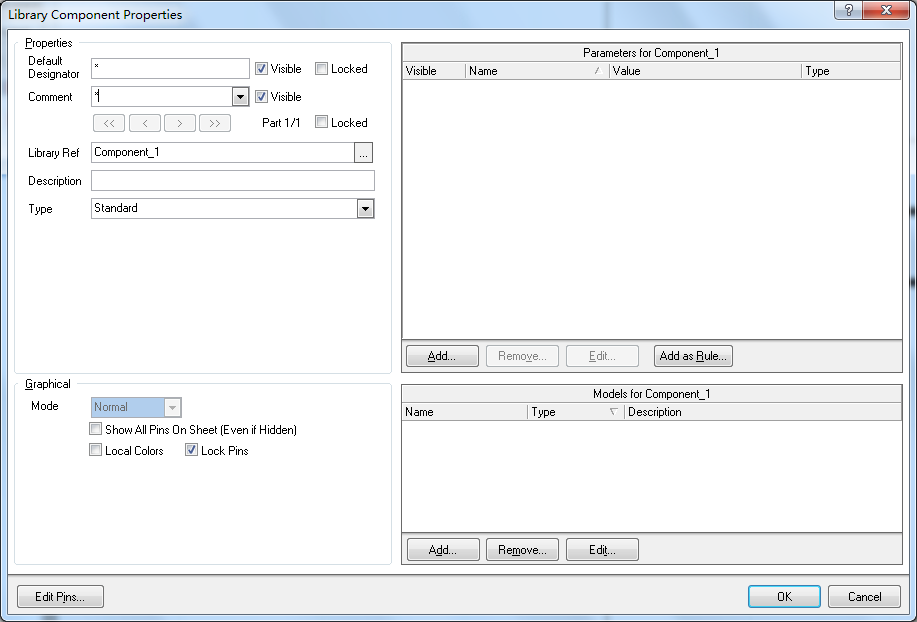 Library Component Properties
?
Properties
Default Designator * Visible Locked
Comment * Visible
<< < > >> Part 1/1 Locked
Library Ref Component_1 ...
Description
Type Standard
Graphical
Mode Normal
Show All Pins On Sheet (Even if Hidden)
Local Colors Lock Pins
Parameters for Component_1
Visible Name Value Type
Add... Remove... Edit... Add as Rule...
Models for Component_1
Name Type Description
Add... Remove... Edit...
Edit Pins... OK Cancel